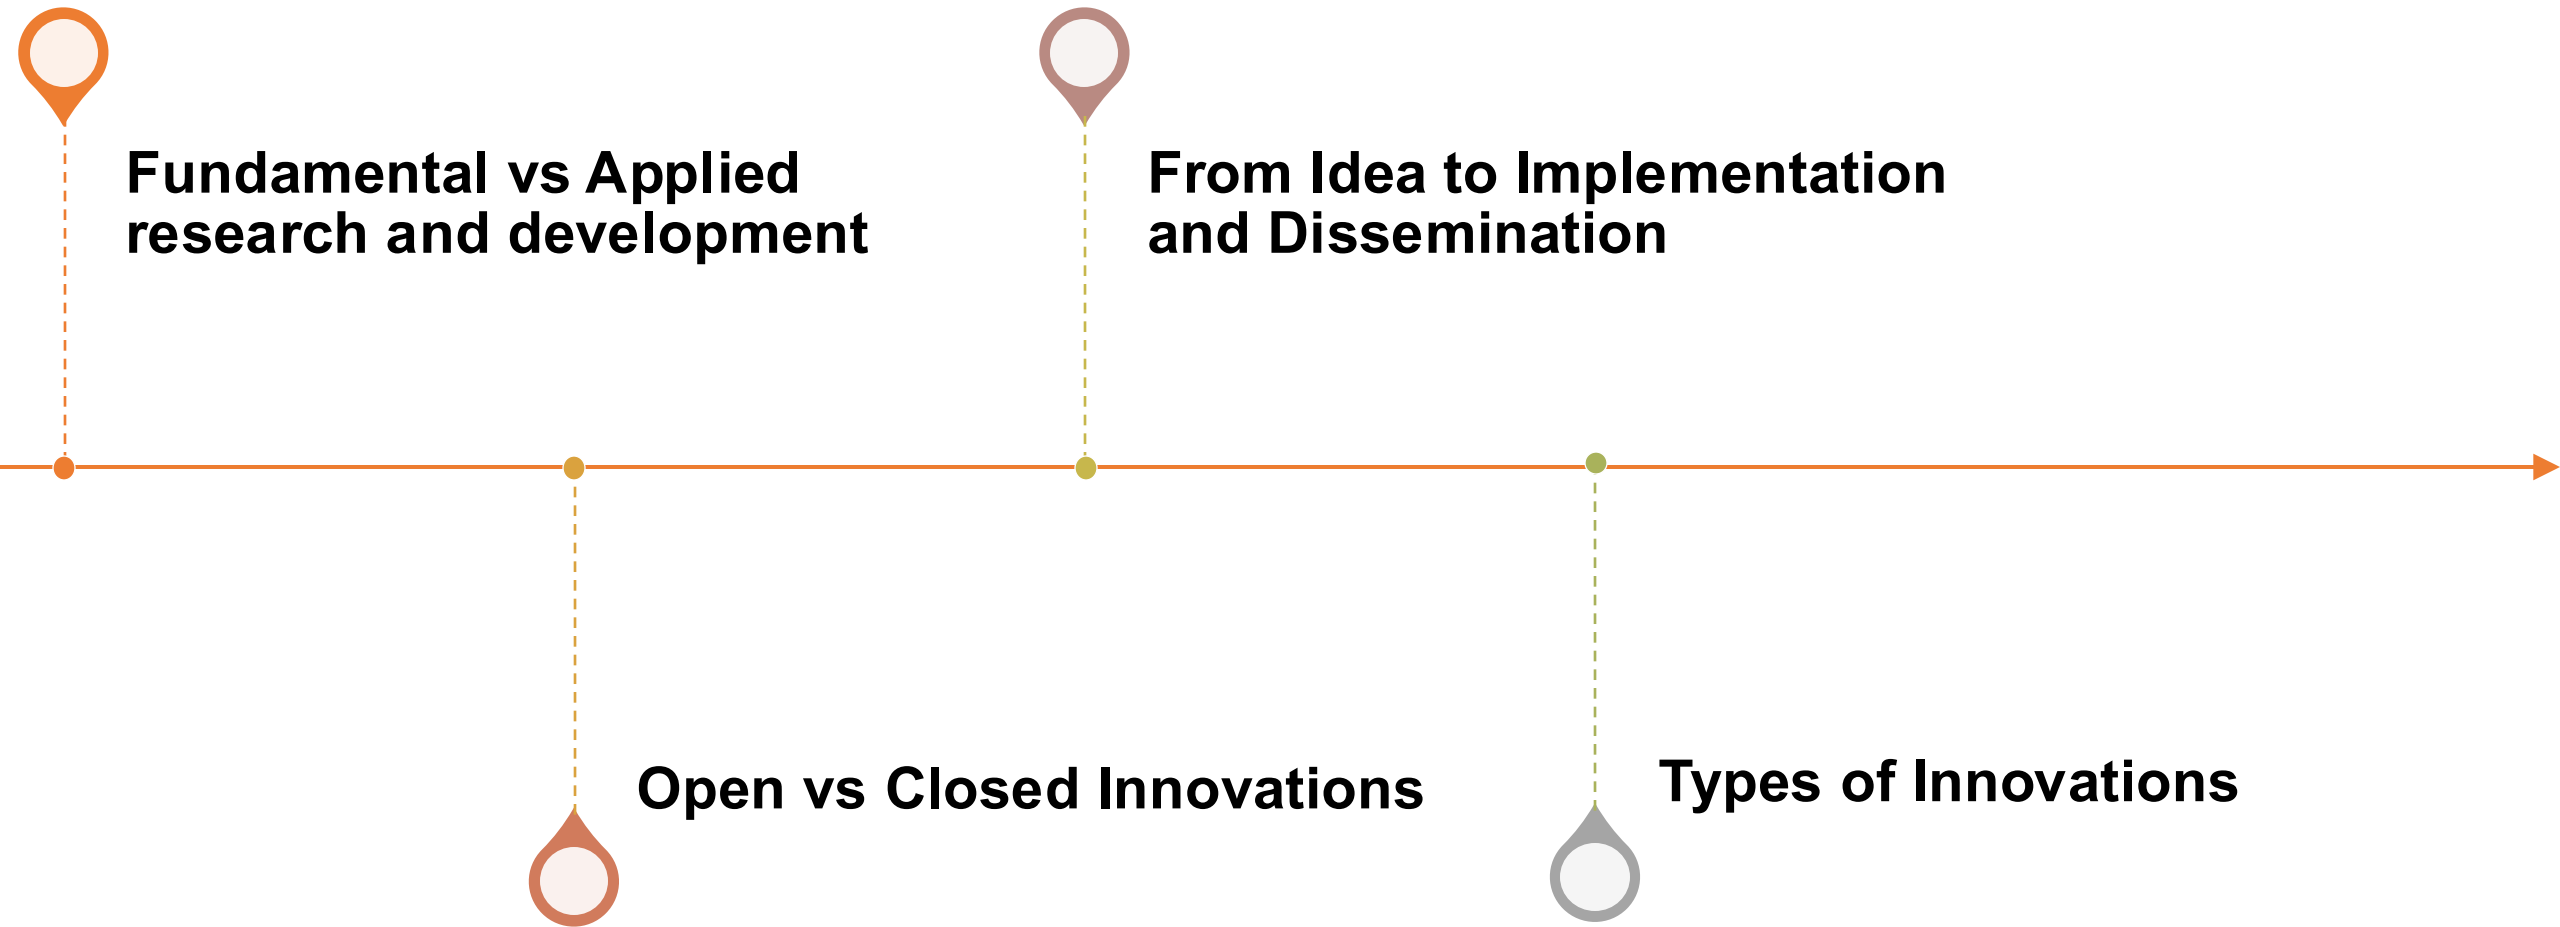 Fundamental vs Applied
research and development
From Idea to Implementation
and Dissemination
Open vs Closed Innovations
Types of Innovations